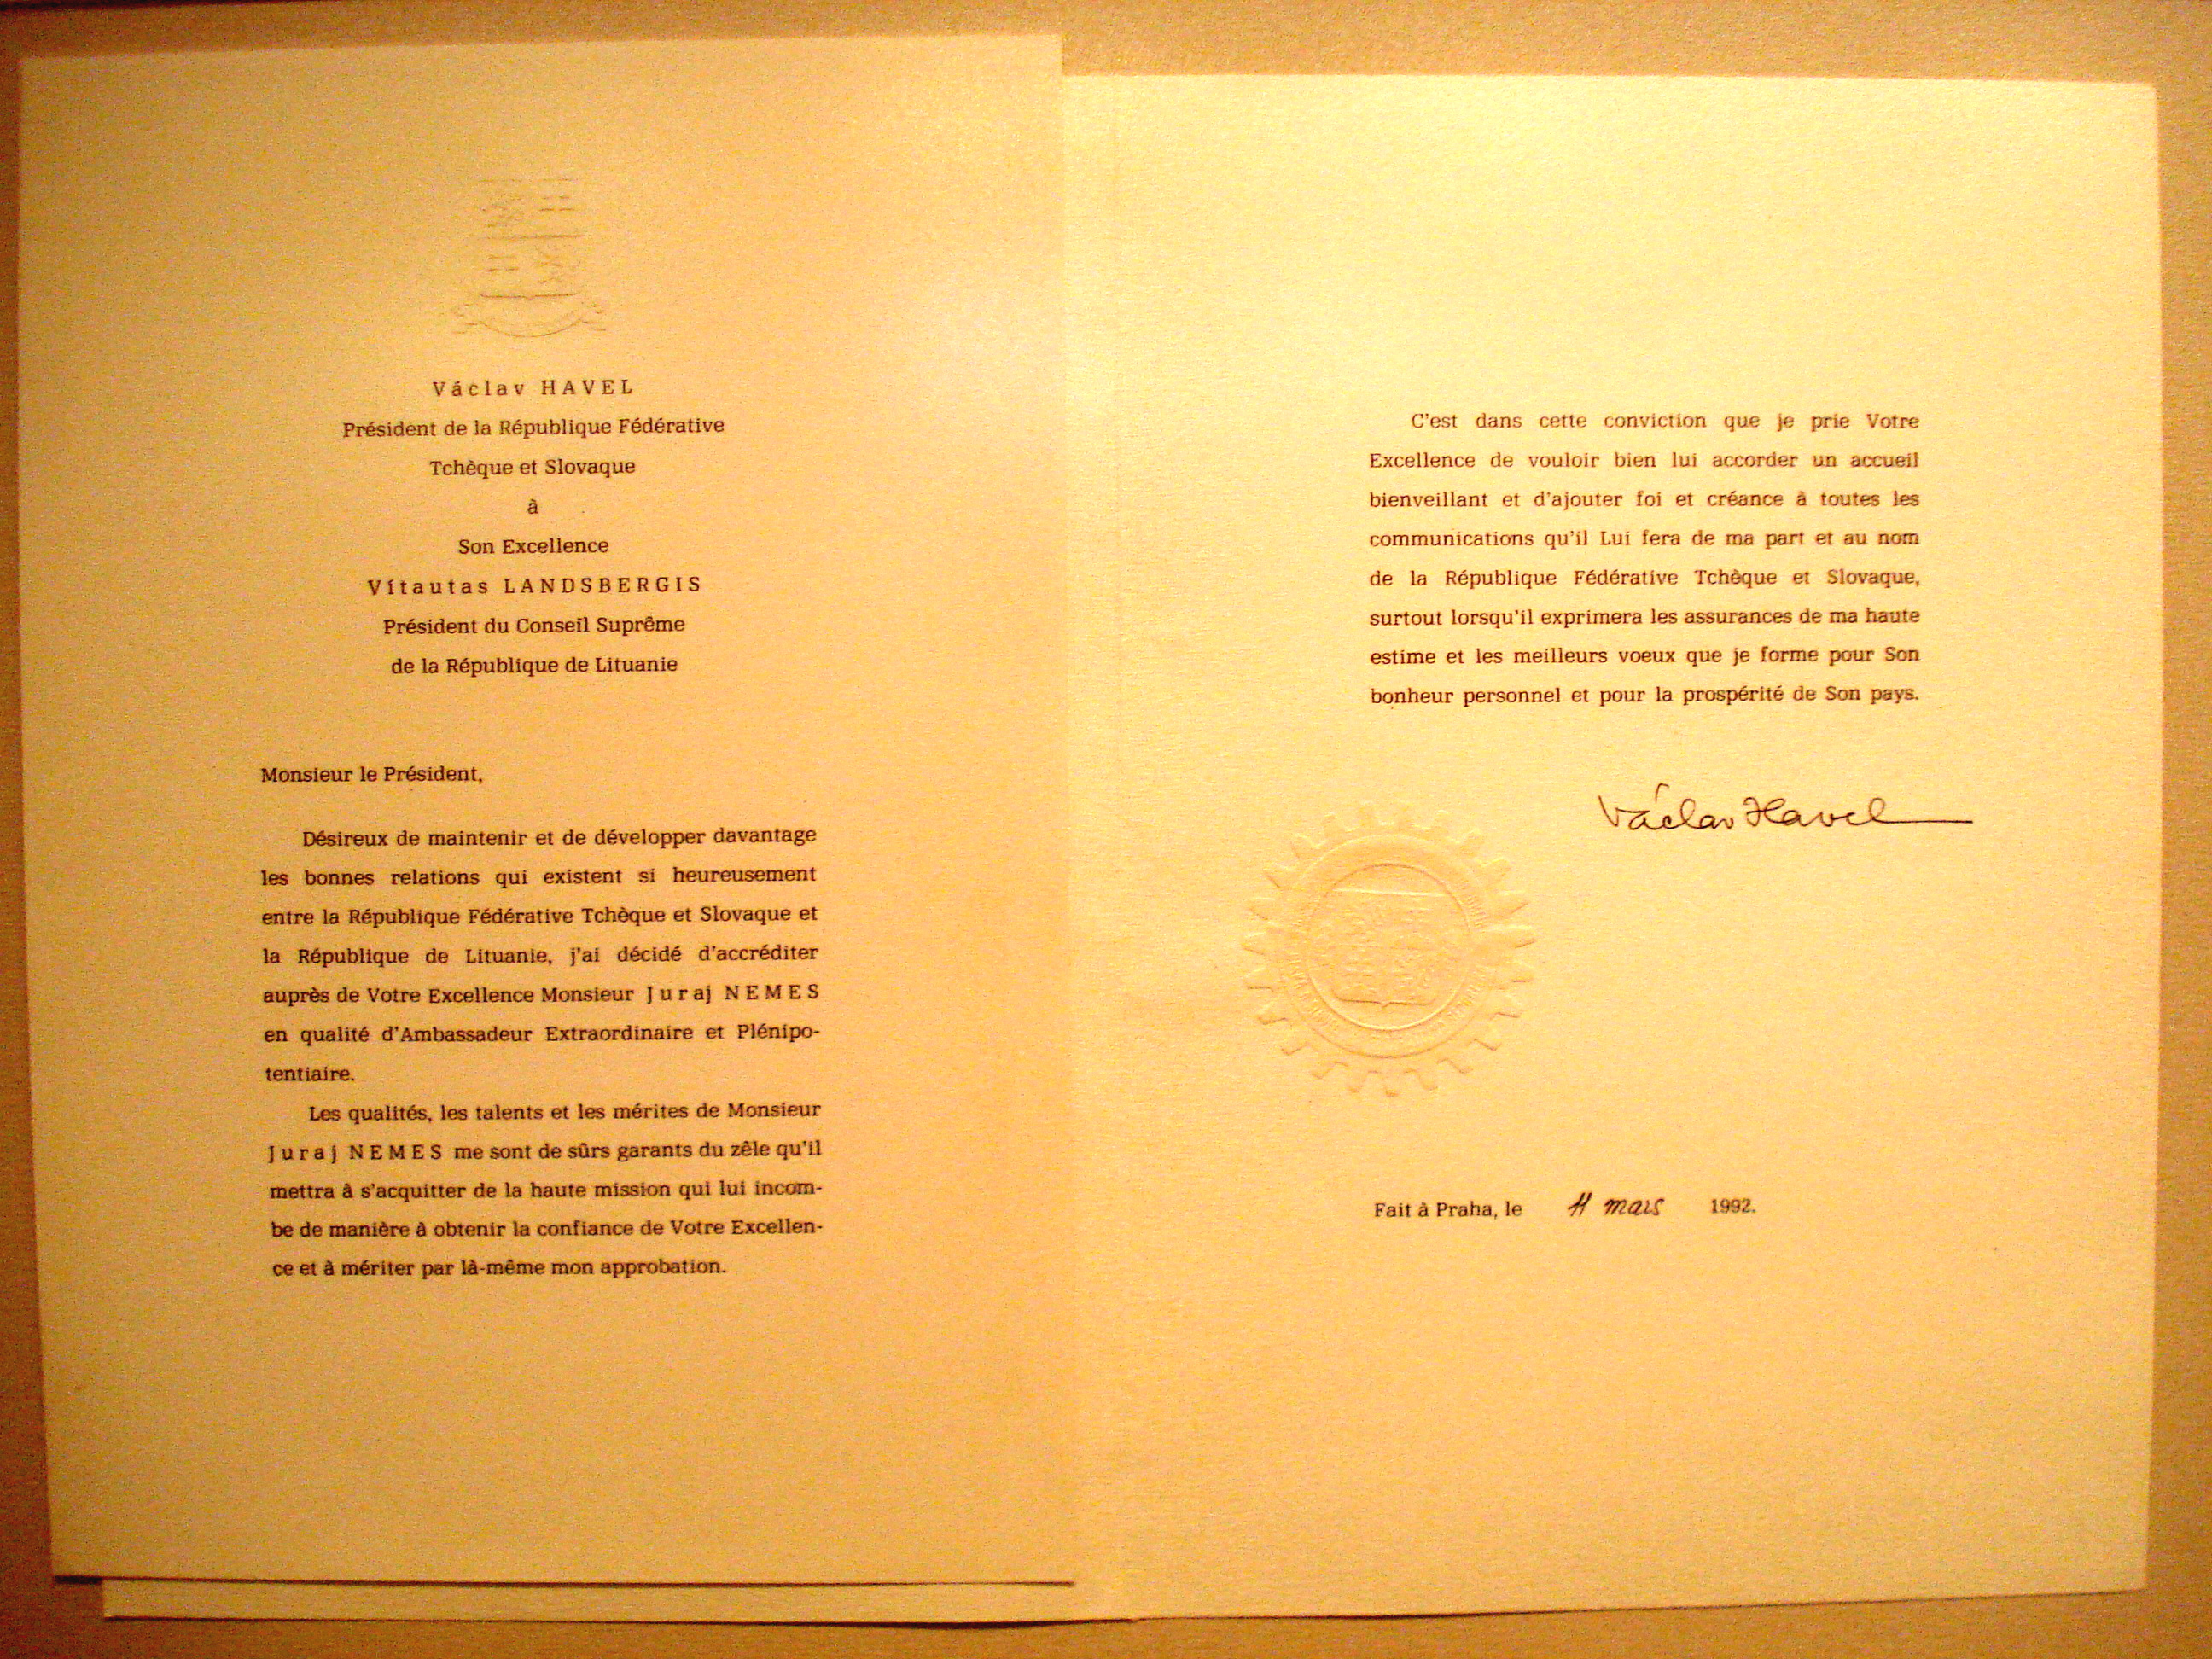 Václav HAVEL
Président de la République Fédérative
Tchèque et Slovaque
à
Son Excellence
Vítautas LANDSBERGIS
Président du Conseil Suprême
de la République de Lituanie
Monsieur le Président,
Désireux de maintenir et de développer davantage
les bonnes relations qui existent si heureusement
entre la République Fédérative Tchèque et Slovaque et
la République de Lituanie, j'ai décidé d'accréditer
auprès de Votre Excellence Monsieur Juraj NEMES
en qualité d'Ambassadeur Extraordinaire et Plénipo-
tentiaire.
Les qualités, les talents et les mérites de Monsieur
Juraj NEMES me sont de sûrs garants du zêle qu'il
mettra à s'acquitter de la haute mission qui lui incom-
be de manière à obtenir la confiance de Votre Excellen-
ce et à mériter par là-même mon approbation.
C'est dans cette conviction que je prie Votre
Excellence de vouloir bien lui accorder un accueil
bienveillant et d'ajouter foi et créance à toutes les
communications qu'il Lui fera de ma part et au nom
de la République Fédérative Tchèque et Slovaque,
surtout lorsqu'il exprimera les assurances de ma haute
estime et les meilleurs voeux que je forme pour Son
bonheur personnel et pour la prospérité de Son pays.
Václav Havel
Fait à Praha, le 11 mars 1992.